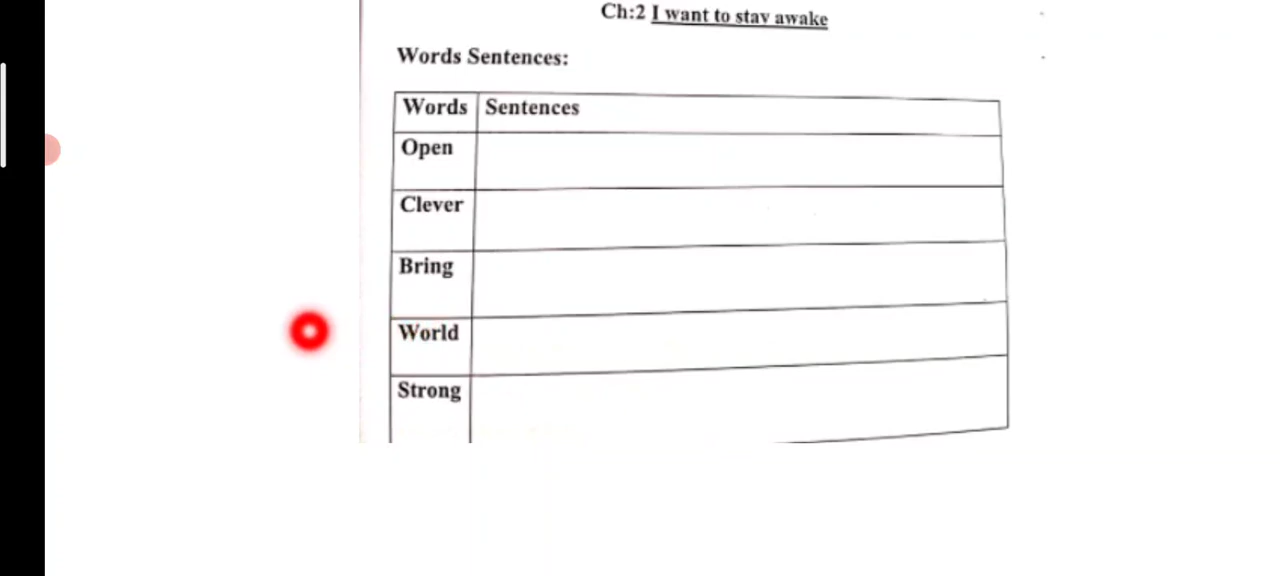 Ch:2 I want to stay awake
Words Sentences:
Words Sentences
Open
Clever
Bring
World
Strong